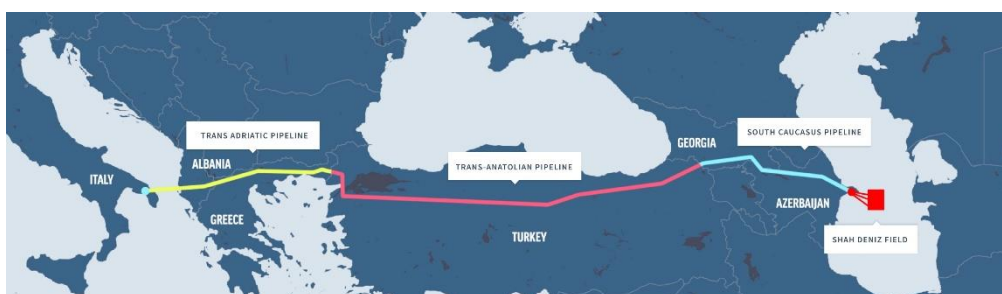 TRANS ADRIATIC PIPELINE
SOUTH CAUCASUS PIPELINE
GEORGIA
ALBANIA
TRANS-ANATOLIAN PIPELINE
ITALY
AZERBAIJAN
GREECE
TURKEY
SHAH DENIZ FIELD